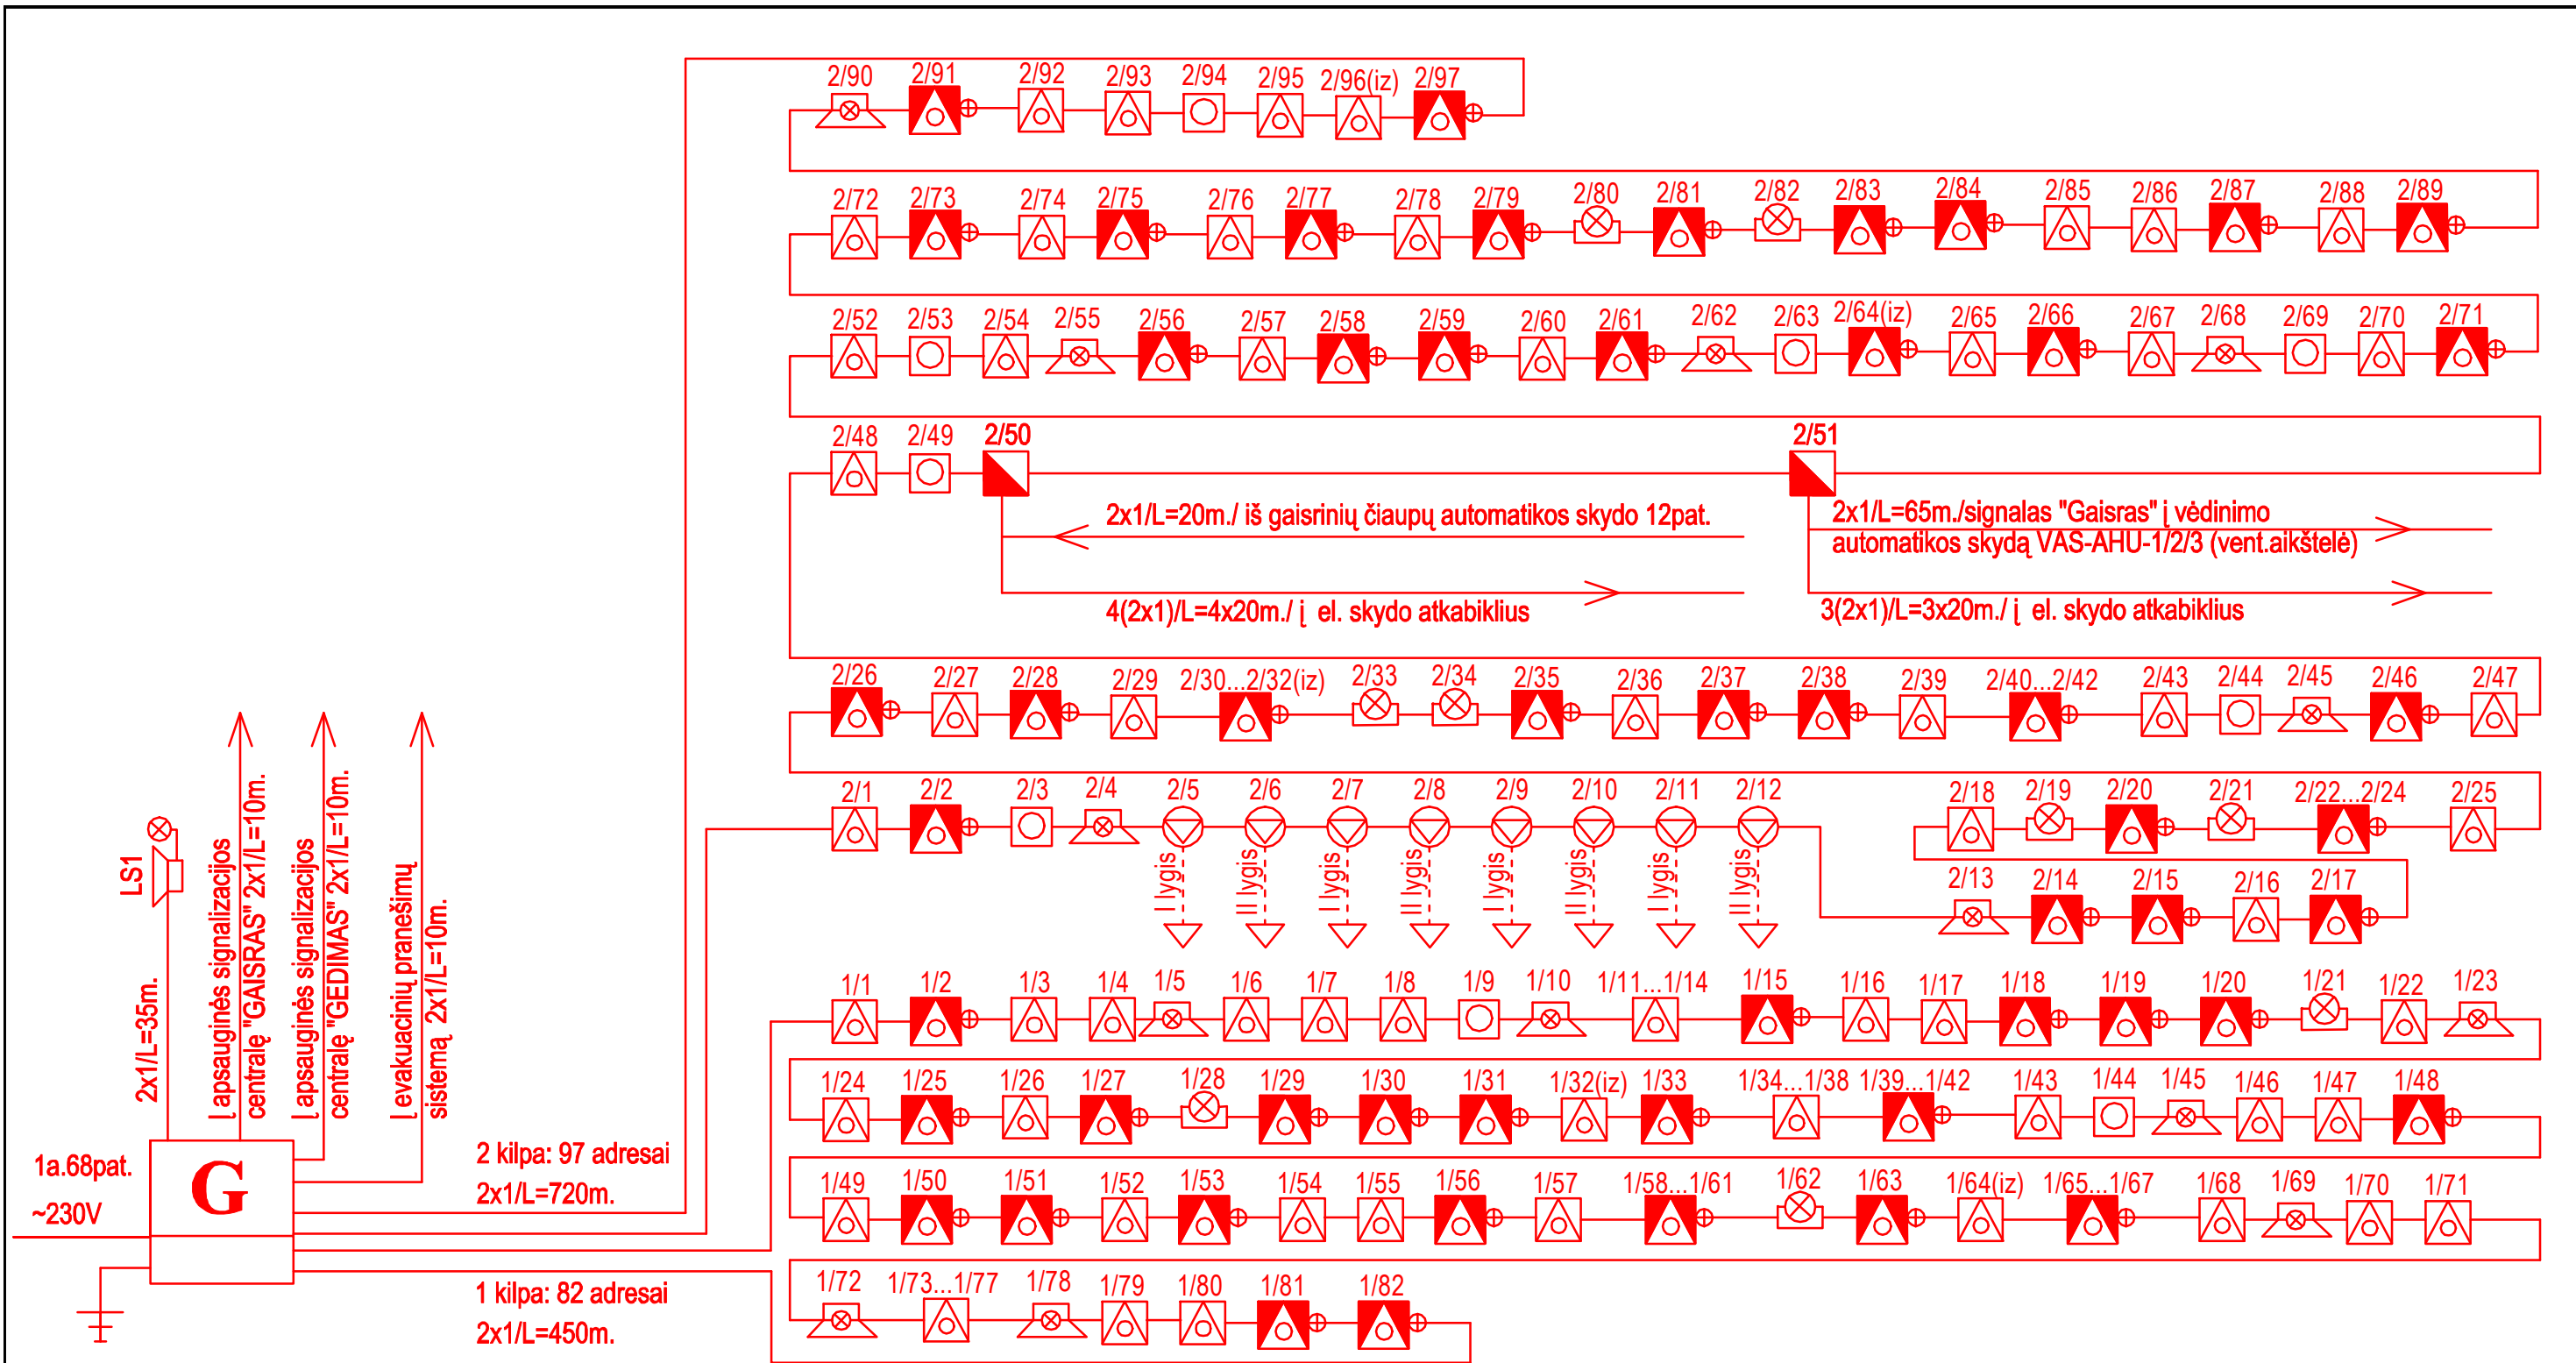 2/90 2/91 2/92 2/93 2/94 2/95 2/96(iz) 2/97
2/72 2/73 2/74 2/75 2/76 2/77 2/78 2/79 2/80 2/81 2/82 2/83 2/84 2/85 2/86 2/87 2/88 2/89
2/52 2/53 2/54 2/55 2/56 2/57 2/58 2/59 2/60 2/61 2/62 2/63 2/64(iz) 2/65 2/66 2/67 2/68 2/69 2/70 2/71
2/48 2/49 2/50 2/51
2x1/L=20m./ iš gaisrinių čiaupų automatikos skydo 12pat.
4(2x1)/L=4x20m./ į el. skydo atkabiklius
2x1/L=65m./signalas "Gaisras" į vėdinimo
automatikos skydą VAS-AHU-1/2/3 (vent.aikštelė)
3(2x1)/L=3x20m./ į el. skydo atkabiklius
2/26 2/27 2/28 2/29 2/30...2/32(iz) 2/33 2/34 2/35 2/36 2/37 2/38 2/39 2/40...2/42 2/43 2/44 2/45 2/46 2/47
2/1 2/2 2/3 2/4 2/5 2/6 2/7 2/8 2/9 2/10 2/11 2/12 2/18 2/19 2/20 2/21 2/22...2/24 2/25
I lygis II lygis I lygis II lygis I lygis II lygis I lygis II lygis
2/13 2/14 2/15 2/16 2/17
1/1 1/2 1/3 1/4 1/5 1/6 1/7 1/8 1/9 1/10 1/11...1/14 1/15 1/16 1/17 1/18 1/19 1/20 1/21 1/22 1/23
1/24 1/25 1/26 1/27 1/28 1/29 1/30 1/31 1/32(iz) 1/33 1/34...1/38 1/39...1/42 1/43 1/44 1/45 1/46 1/47 1/48
1/49 1/50 1/51 1/52 1/53 1/54 1/55 1/56 1/57 1/58...1/61 1/62 1/63 1/64(iz) 1/65...1/67 1/68 1/69 1/70 1/71
1/72 1/73...1/77 1/78 1/79 1/80 1/81 1/82
LS1
2x1/L=35m.
Į apsauginės signalizacijos
centralę "GAISRAS" 2x1/L=10m.
Į apsauginės signalizacijos
centralę "GEDIMAS" 2x1/L=10m.
Į evakuacinių pranešimų
sistemą 2x1/L=10m.
1a.68pat.
~230V
G
2 kilpa: 97 adresai
2x1/L=720m.
1 kilpa: 82 adresai
2x1/L=450m.